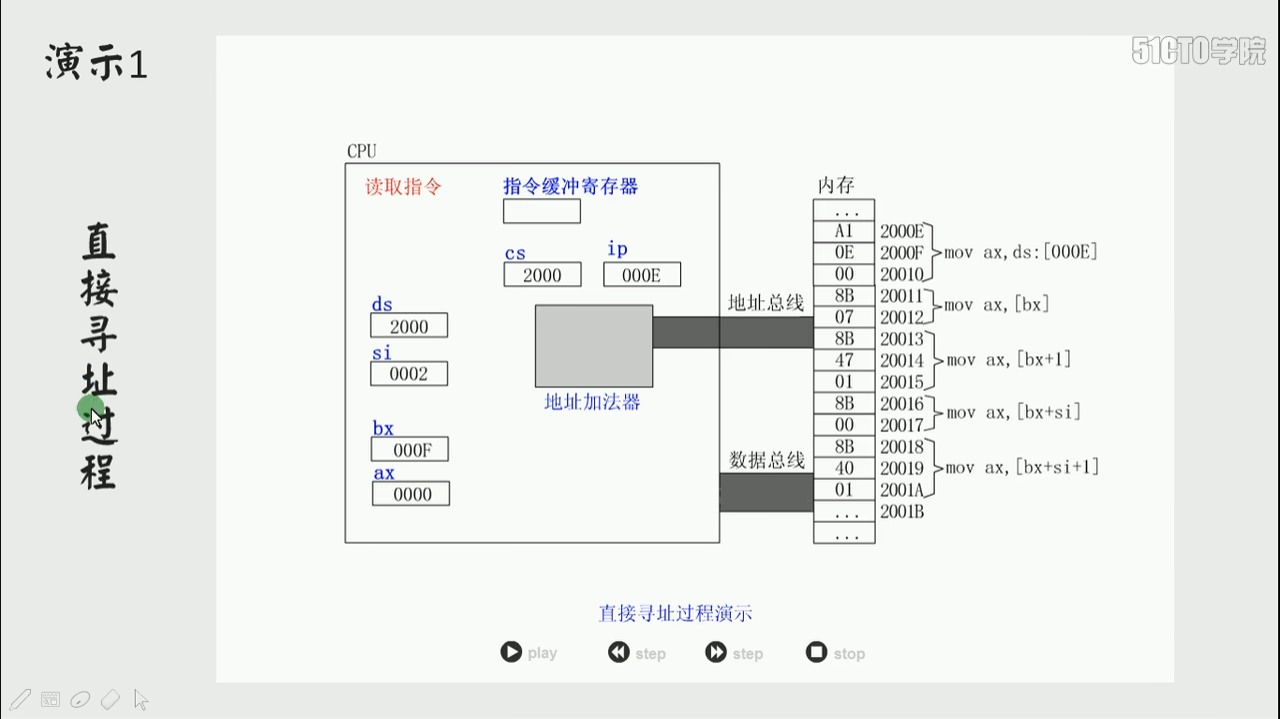 演示1
51CTO学院
直接寻址过程
CPU
读取指令
指令缓冲寄存器
cs
ip
2000
000E
ds
2000
si
0002
地址加法器
bx
000F
ax
0000
地址总线
数据总线
内存
...
A1 2000E
0E 2000F
00 20010
8B 20011
07 20012
8B 20013
47 20014
01 20015
8B 20016
00 20017
8B 20018
40 20019
01 2001A
... 2001B
...
mov ax,ds:[000E]
mov ax,[bx]
mov ax,[bx+1]
mov ax,[bx+si]
mov ax,[bx+si+1]
直接寻址过程演示
play step step stop